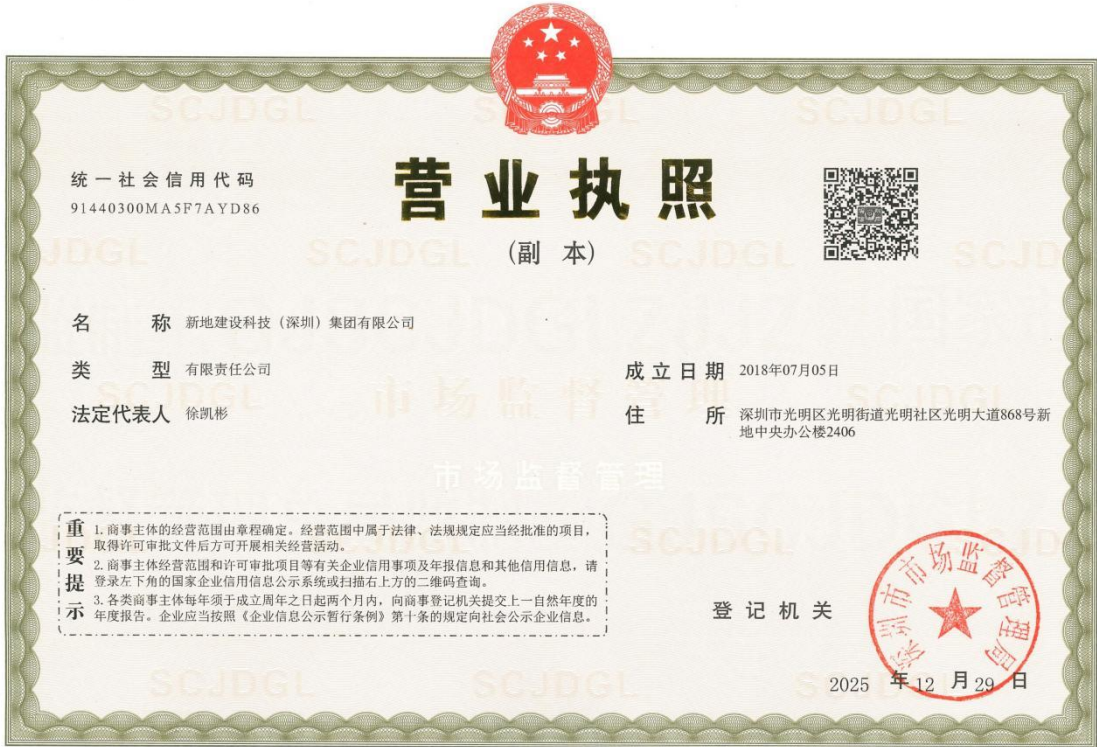 统一社会信用代码
91440300MA5F7AYD86
营业执照
(副 本)
名 称 新地建设科技（深圳）集团有限公司
类 型 有限责任公司
法定代表人 徐凯彬
成立日期 2018年07月05日
住 所 深圳市光明区光明街道光明社区光明大道868号新
地中央办公楼2406
市场监督管理
市场监督管理
重要提示
1. 商事主体的经营范围由章程确定。经营范围中属于法律、法规规定应当经批准的项目，
取得许可审批文件后方可开展相关经营活动。
2. 商事主体经营范围和许可审批项目等有关企业信用事项及年报信息和其他信用信息，请
登录左下角的国家企业信用信息公示系统或扫描右上方的二维码查询。
3. 各类商事主体每年须于成立周年之日起两个月内，向商事登记机关提交上一自然年度的
年度报告。企业应当按照《企业信息公示暂行条例》第十条的规定向社会公示企业信息。
登记机关
深圳市市场监督管理局
2025 年 12 月 29 日
SCJDGL